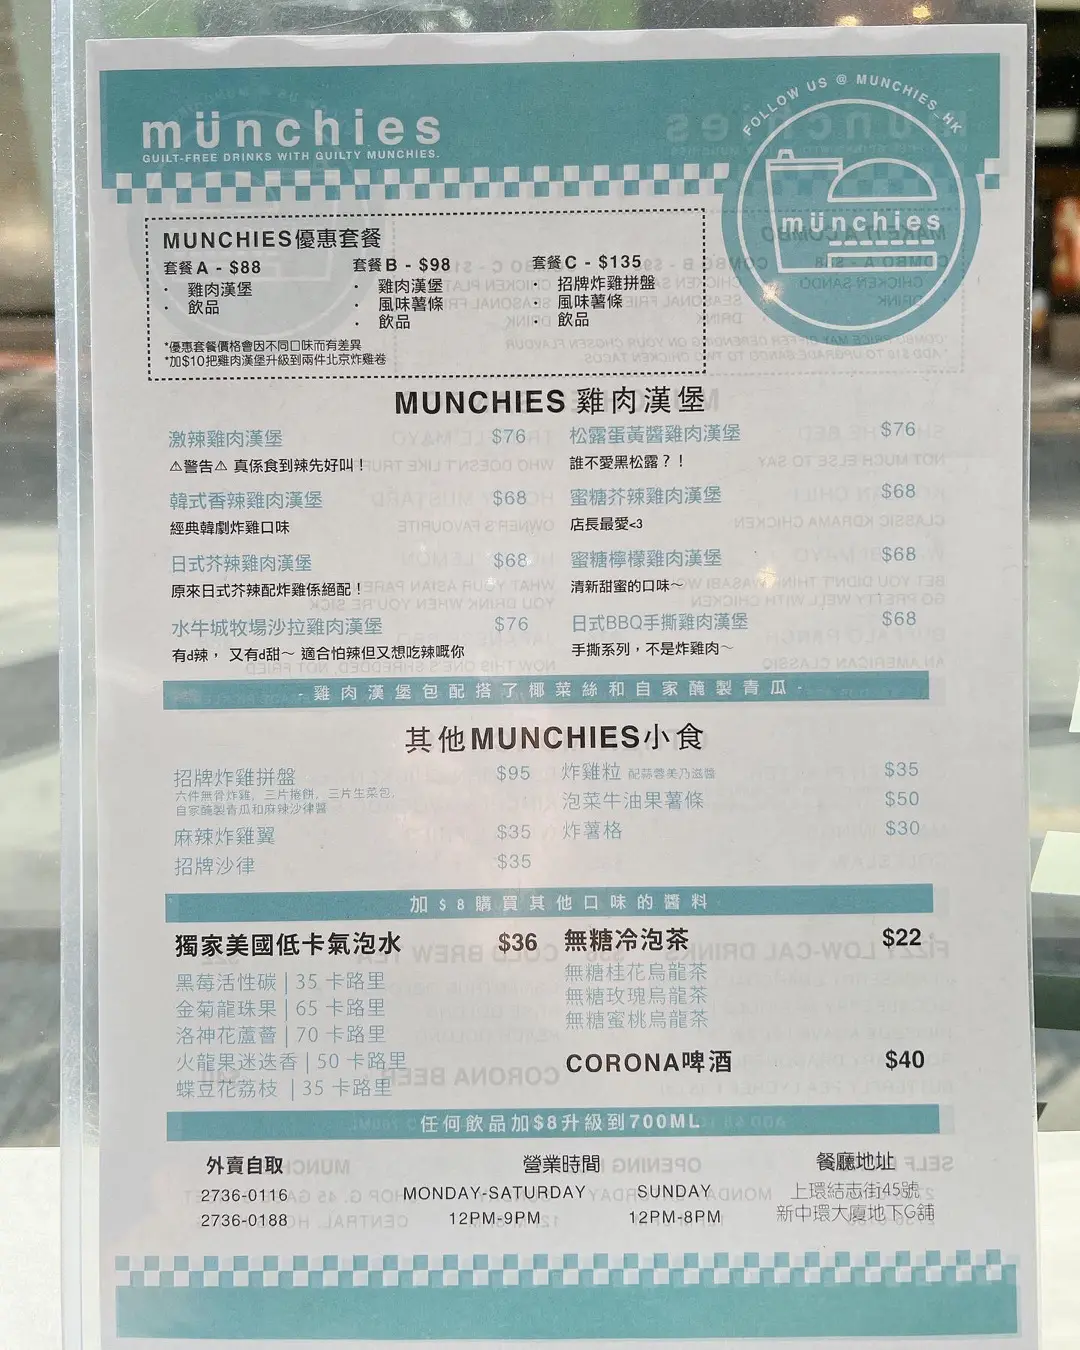 münchies
GUILT-FREE DRINKS WITH GUILTY MUNCHIES.
FOLLOW US @ MUNCHIES_HK
münchies
MUNCHIES優惠套餐
套餐A - $88
· 雞肉漢堡
· 飲品
套餐B - $98
· 雞肉漢堡
· 風味薯條
· 飲品
套餐C - $135
· 招牌炸雞拼盤
· 風味薯條
· 飲品
*優惠套餐價格會因不同口味而有差異
*加$10把雞肉漢堡升級到兩件北京炸雞卷
MUNCHIES 雞肉漢堡
激辣雞肉漢堡 $76
⚠警告⚠ 真係食到辣先好叫！
韓式香辣雞肉漢堡 $68
經典韓劇炸雞口味
日式芥辣雞肉漢堡 $68
原來日式芥辣配炸雞係絕配！
水牛城牧場沙拉雞肉漢堡 $76
有d辣， 又有d甜～ 適合怕辣但又想吃辣嘅你
松露蛋黃醬雞肉漢堡 $76
誰不愛黑松露？！
蜜糖芥辣雞肉漢堡 $68
店長最愛<3
蜜糖檸檬雞肉漢堡 $68
清新甜蜜的口味～
日式BBQ手撕雞肉漢堡 $68
手撕系列，不是炸雞肉～
· 雞肉漢堡包配搭了椰菜絲和自家醃製青瓜 ·
其他MUNCHIES小食
招牌炸雞拼盤 $95
六件無骨炸雞，三片捲餅，三片生菜包，
自家醃製青瓜和麻辣沙律醬
麻辣炸雞翼 $35
招牌沙律 $35
炸雞粒 配蒜蓉美乃滋醬 $35
泡菜牛油果薯條 $50
炸薯格 $30
加$8購買其他口味的醬料
獨家美國低卡氣泡水 $36
黑莓活性碳 | 35 卡路里
金菊龍珠果 | 65 卡路里
洛神花蘆薈 | 70 卡路里
火龍果迷迭香 | 50 卡路里
蝶豆花荔枝 | 35 卡路里
無糖冷泡茶 $22
無糖桂花烏龍茶
無糖玫瑰烏龍茶
無糖蜜桃烏龍茶
CORONA啤酒 $40
任何飲品加$8升級到700ML
外賣自取
2736-0116
2736-0188
營業時間
MONDAY-SATURDAY SUNDAY
12PM-9PM 12PM-8PM
餐廳地址
上環結志街45號
新中環大廈地下G舖